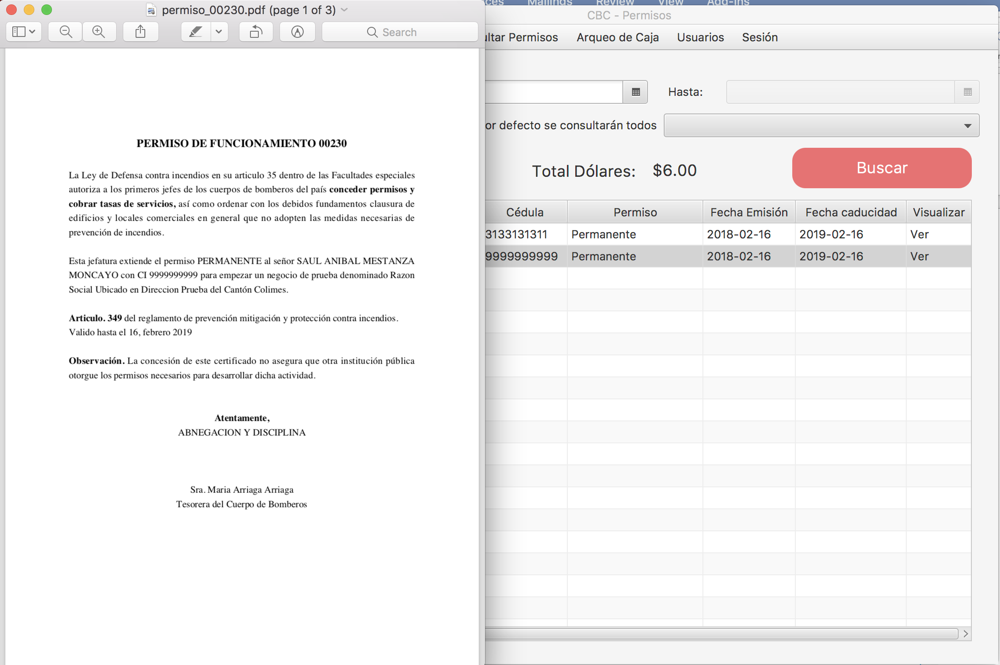 permiso_00230.pdf (page 1 of 3)
Search
PERMISO DE FUNCIONAMIENTO 00230
La Ley de Defensa contra incendios en su articulo 35 dentro de las Facultades especiales
autoriza a los primeros jefes de los cuerpos de bomberos del país conceder permisos y
cobrar tasas de servicios, así como ordenar con los debidos fundamentos clausura de
edificios y locales comerciales en general que no adopten las medidas necesarias de
prevención de incendios.
Esta jefatura extiende el permiso PERMANENTE al señor SAUL ANIBAL MESTANZA
MONCAYO con CI 9999999999 para empezar un negocio de prueba denominado Razon
Social Ubicado en Direccion Prueba del Cantón Colimes.
Articulo. 349 del reglamento de prevención mitigación y protección contra incendios.
Valido hasta el 16, febrero 2019
Observación. La concesión de este certificado no asegura que otra institución pública
otorgue los permisos necesarios para desarrollar dicha actividad.
Atentamente,
ABNEGACION Y DISCIPLINA
Sra. Maria Arriaga Arriaga
Tesorera del Cuerpo de Bomberos
Mailings Review View Add-Ins
CBC - Permisos
ultar Permisos Arqueo de Caja Usuarios Sesión
Hasta:
or defecto se consultarán todos
Total Dólares: $6.00
Buscar
Cédula Permiso Fecha Emisión Fecha caducidad Visualizar
3133131311 Permanente 2018-02-16 2019-02-16 Ver
9999999999 Permanente 2018-02-16 2019-02-16 Ver